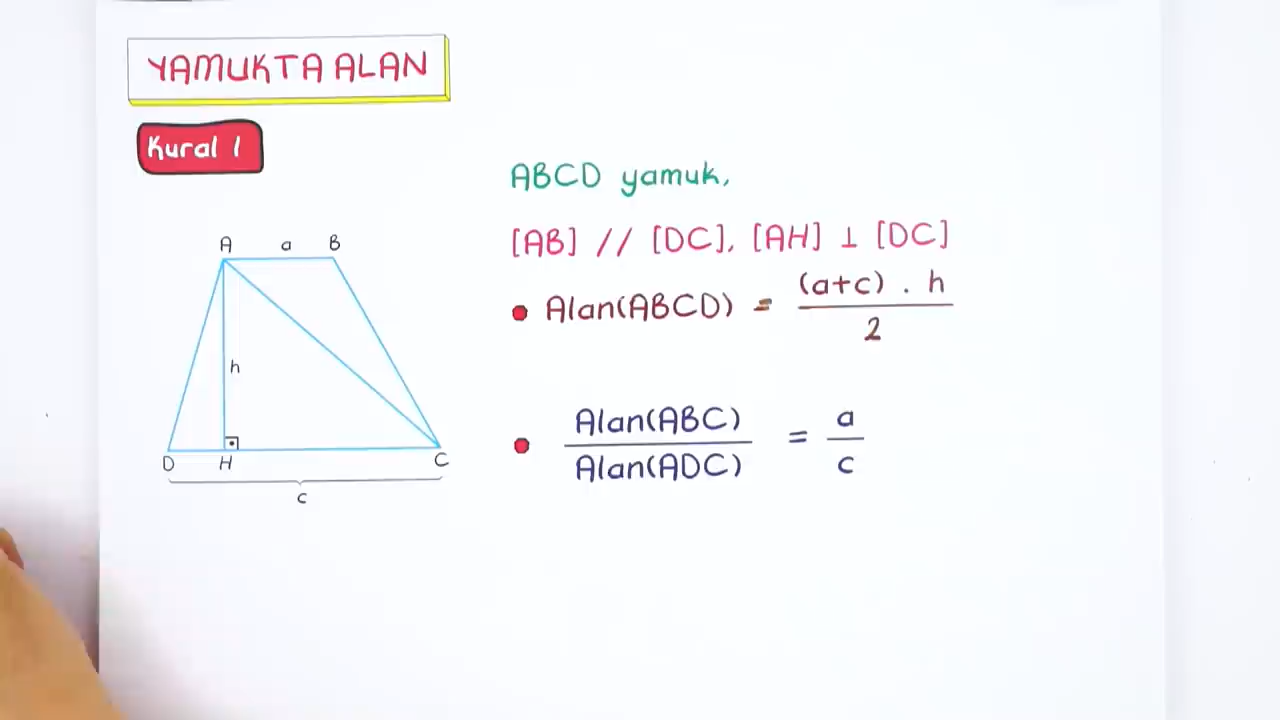 YAMUKTA ALAN
Kural 1
ABCD yamuk,
[AB] // [DC], [AH] ⊥ [DC]
• Alan(ABCD) = (a+c) . h
2
• Alan(ABC) = a
Alan(ADC) c
A a B
h
D H C
c